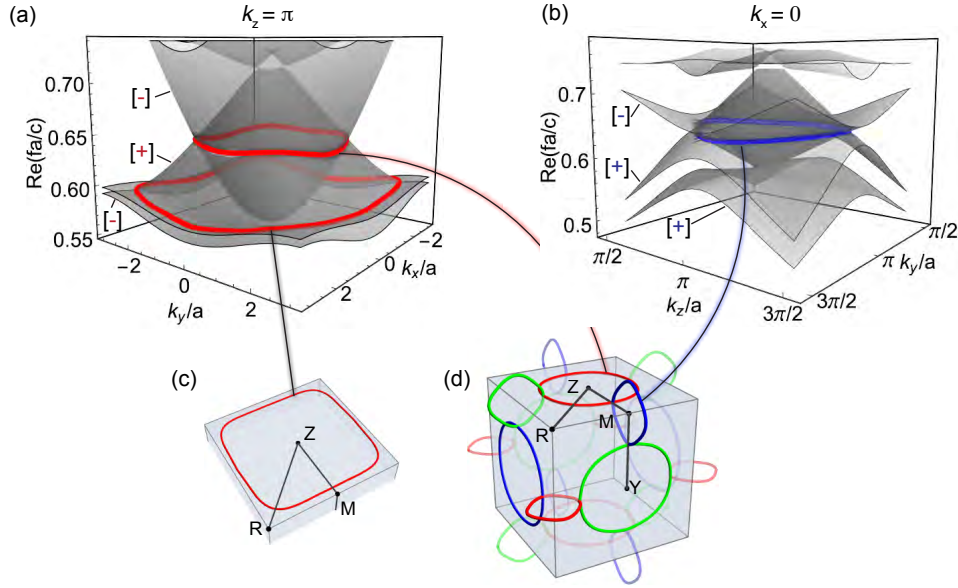 (a)
k_z = π
Re(fa/c)
0.70
0.65
0.60
0.55
[-]
[+]
[-]
−2
0
2
k_y/a
2
0
−2
k_x/a
(b)
k_x = 0
Re(fa/c)
0.7
0.6
0.5
[-]
[+]
[+]
π/2
π
3π/2
k_z/a
π/2
π
3π/2
k_y/a
(c)
Z
M
R
(d)
Z
M
R
Y